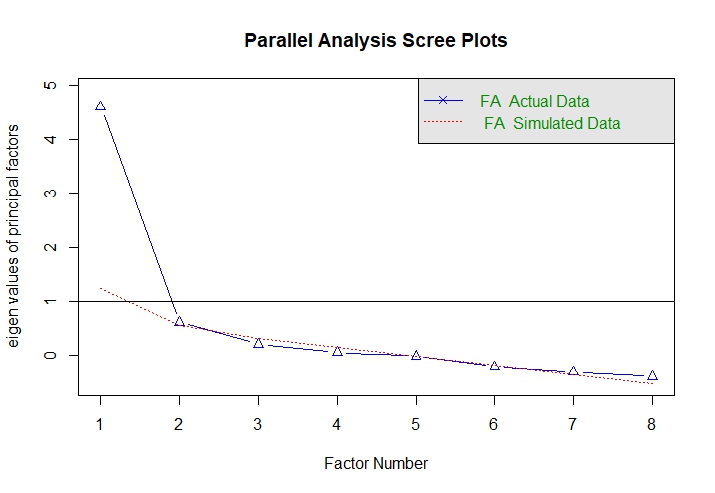 Parallel Analysis Scree Plots
FA Actual Data
FA Simulated Data
eigen values of principal factors
5
4
3
2
1
0
1 2 3 4 5 6 7 8
Factor Number